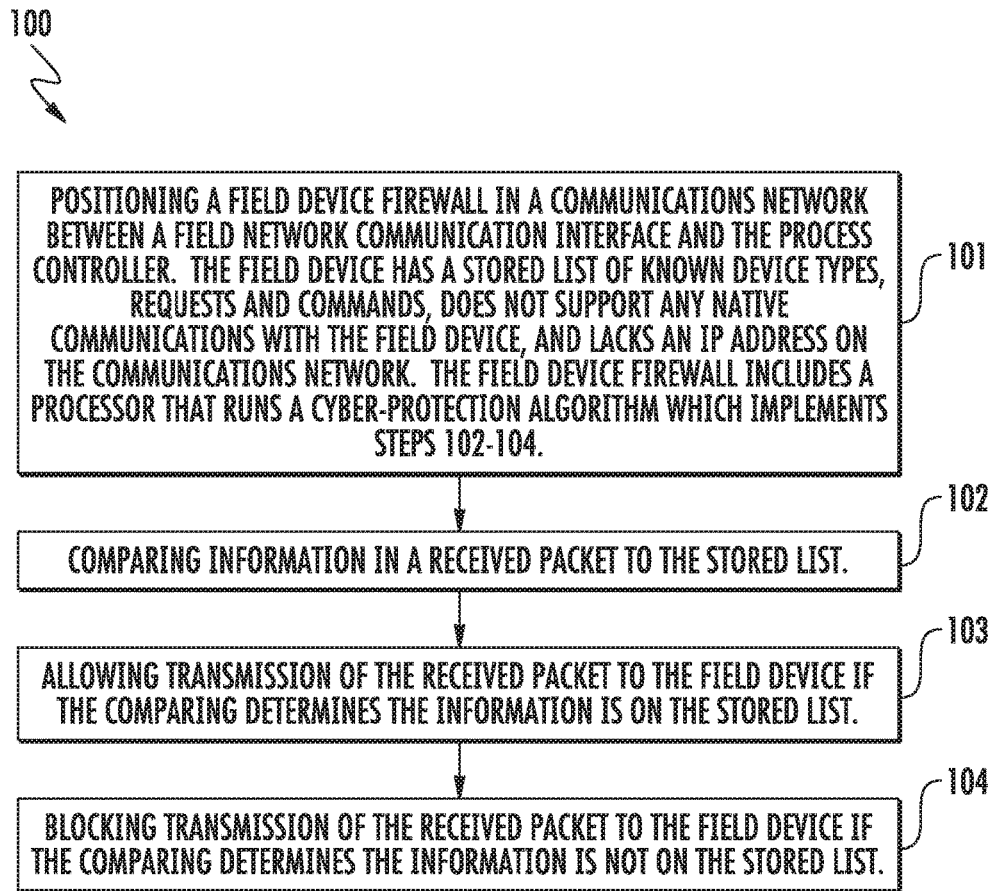 100
POSITIONING A FIELD DEVICE FIREWALL IN A COMMUNICATIONS NETWORK
BETWEEN A FIELD NETWORK COMMUNICATION INTERFACE AND THE PROCESS
CONTROLLER. THE FIELD DEVICE HAS A STORED LIST OF KNOWN DEVICE TYPES,
REQUESTS AND COMMANDS, DOES NOT SUPPORT ANY NATIVE
COMMUNICATIONS WITH THE FIELD DEVICE, AND LACKS AN IP ADDRESS ON
THE COMMUNICATIONS NETWORK. THE FIELD DEVICE FIREWALL INCLUDES A
PROCESSOR THAT RUNS A CYBER-PROTECTION ALGORITHM WHICH IMPLEMENTS
STEPS 102-104.
101
COMPARING INFORMATION IN A RECEIVED PACKET TO THE STORED LIST.
102
ALLOWING TRANSMISSION OF THE RECEIVED PACKET TO THE FIELD DEVICE IF
THE COMPARING DETERMINES THE INFORMATION IS ON THE STORED LIST.
103
BLOCKING TRANSMISSION OF THE RECEIVED PACKET TO THE FIELD DEVICE IF
THE COMPARING DETERMINES THE INFORMATION IS NOT ON THE STORED LIST.
104